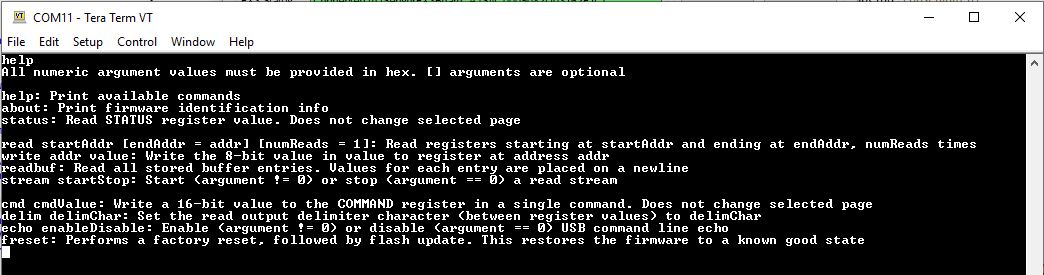 COM11 - Tera Term VT
File Edit Setup Control Window Help
help
All numeric argument values must be provided in hex. [] arguments are optional
help: Print available commands
about: Print firmware identification info
status: Read STATUS register value. Does not change selected page
read startAddr [endAddr = addr] [numReads = 1]: Read registers starting at startAddr and ending at endAddr, numReads times
write addr value: Write the 8-bit value in value to register at address addr
readbuf: Read all stored buffer entries. Values for each entry are placed on a newline
stream startStop: Start (argument != 0) or stop (argument == 0) a read stream
cmd cmdValue: Write a 16-bit value to the COMMAND register in a single command. Does not change selected page
delim delimChar: Set the read output delimiter character (between register values) to delimChar
echo enableDisable: Enable (argument != 0) or disable (argument == 0) USB command line echo
freset: Performs a factory reset, followed by flash update. This restores the firmware to a known good state